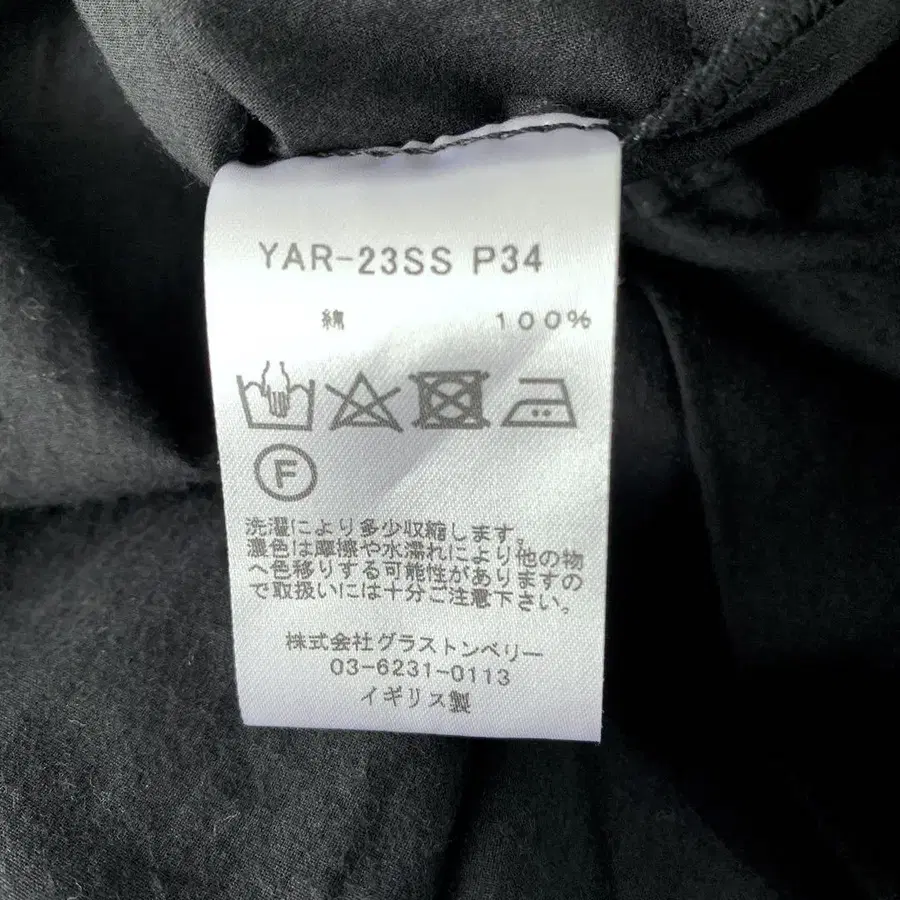 YAR-23SS P34
綿 100%
F
洗濯により多少収縮します。
濃色は摩擦や水濡れにより他の物
へ色移りする可能性がありますの
で取扱いには十分ご注意下さい。
株式会社グラストンベリー
03-6231-0113
イギリス製